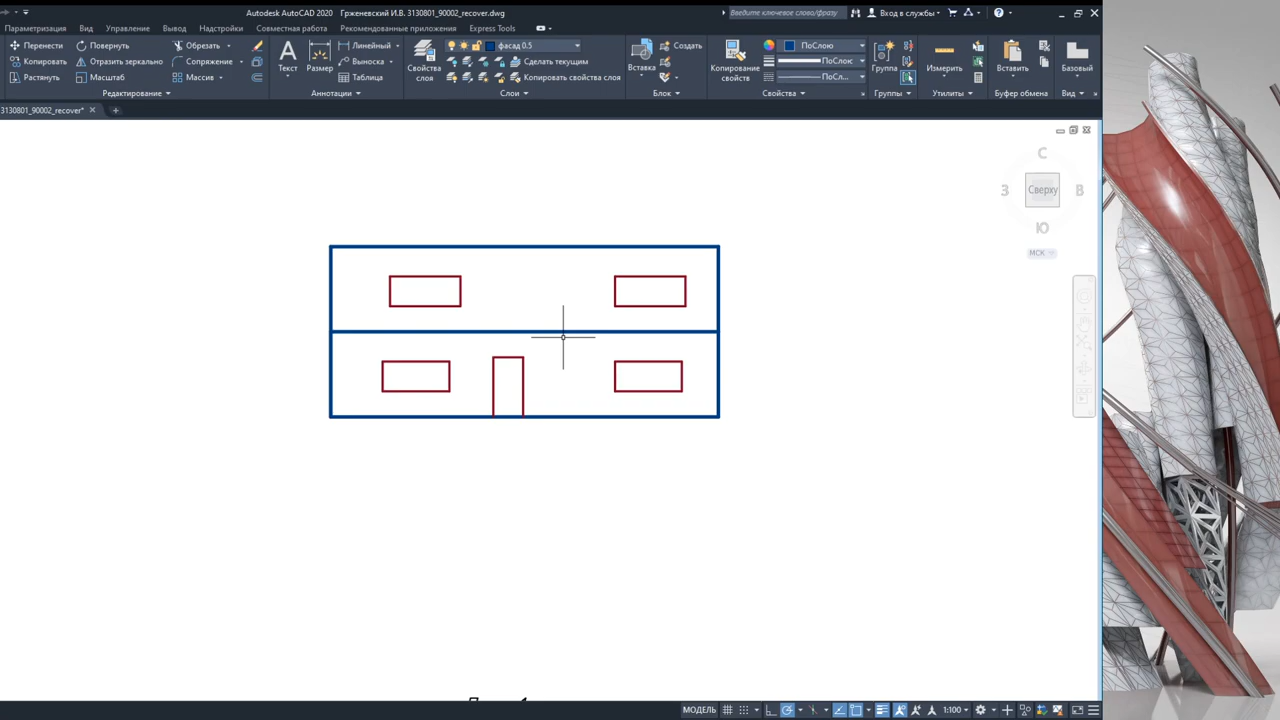 Autodesk AutoCAD 2020 Грженевский И.В. 3130801_90002_recover.dwg
Введите ключевое слово/фразу
Вход в службы
Параметризация Вид Управление Вывод Надстройки Совместная работа Рекомендованные приложения Express Tools
Перенести Повернуть Обрезать
Копировать Отразить зеркально Сопряжение
Растянуть Масштаб Массив
Редактирование
Текст
Размер
Линейный
Выноска
Таблица
Аннотации
Свойства
слоя
фасад 0.5
Сделать текущим
Копировать свойства слоя
Слои
Вставка
Создать
Блок
Копирование
свойств
ПоСлою
ПоСлок
ПоСл...
Свойства
Группа
Группы
Измерить
Утилиты
Вставить
Буфер обмена
Базовый
Вид
3130801_90002_recover*
С
З Сверху В
Ю
МСК
МОДЕЛЬ
1:100